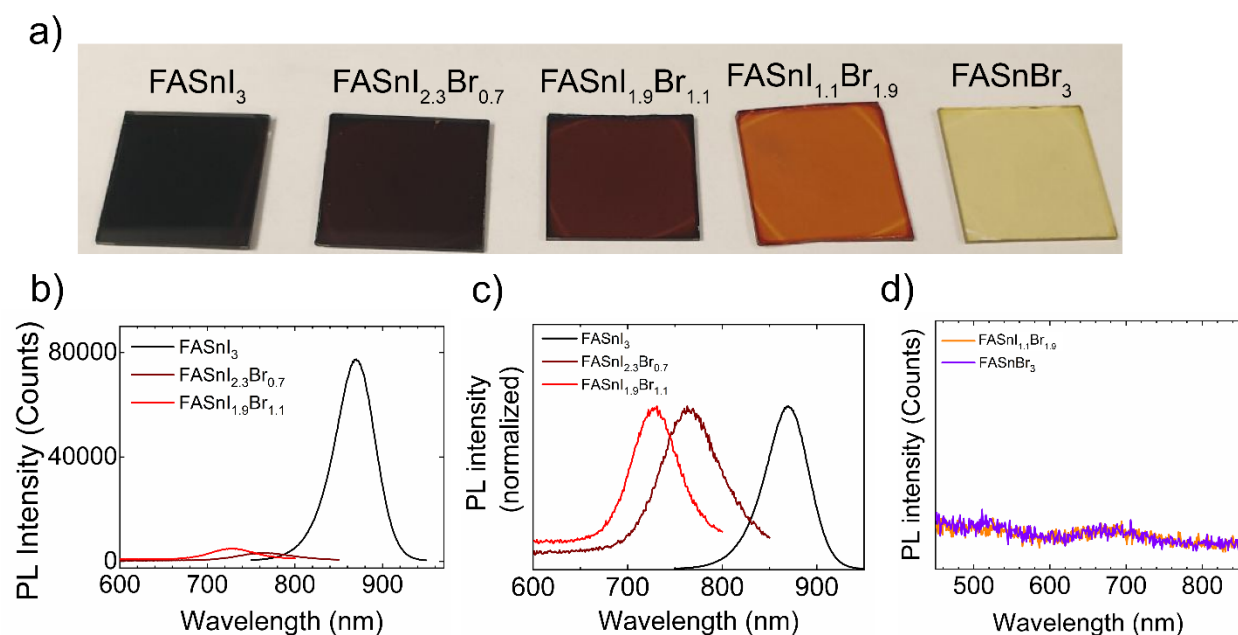 a)
FASnI₃
FASnI₂.₃Br₀.₇
FASnI₁.₉Br₁.₁
FASnI₁.₁Br₁.₉
FASnBr₃
b)
PL Intensity (Counts)
80000
40000
0
FASnI₃
FASnI₂.₃Br₀.₇
FASnI₁.₉Br₁.₁
600 700 800 900
Wavelength (nm)
c)
PL intensity
(normalized)
FASnI₃
FASnI₂.₃Br₀.₇
FASnI₁.₉Br₁.₁
600 700 800 900
Wavelength (nm)
d)
PL intensity (Counts)
FASnI₁.₁Br₁.₉
FASnBr₃
500 600 700 800
Wavelength (nm)